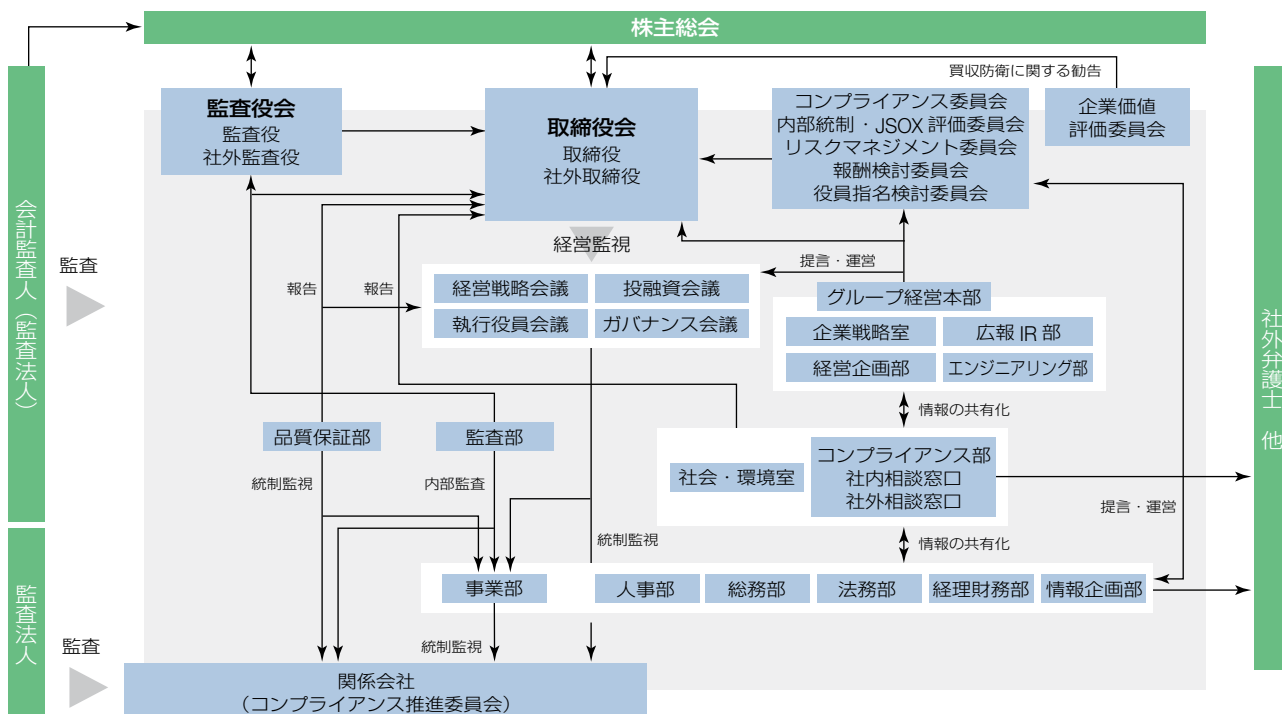 株主総会
買収防衛に関する勧告
監査役会
監査役
社外監査役
取締役会
取締役
社外取締役
コンプライアンス委員会
内部統制・JSOX 評価委員会
リスクマネジメント委員会
報酬検討委員会
役員指名検討委員会
企業価値
評価委員会
会計監査人（監査法人）
監査
経営監視
提言・運営
報告
報告
経営戦略会議
投融資会議
執行役員会議
ガバナンス会議
グループ経営本部
企業戦略室
広報 IR 部
経営企画部
エンジニアリング部
社外弁護士 他
情報の共有化
品質保証部
監査部
社会・環境室
コンプライアンス部
社内相談窓口
社外相談窓口
統制監視
内部監査
提言・運営
統制監視
情報の共有化
事業部
人事部
総務部
法務部
経理財務部
情報企画部
監査法人
監査
統制監視
関係会社
（コンプライアンス推進委員会）